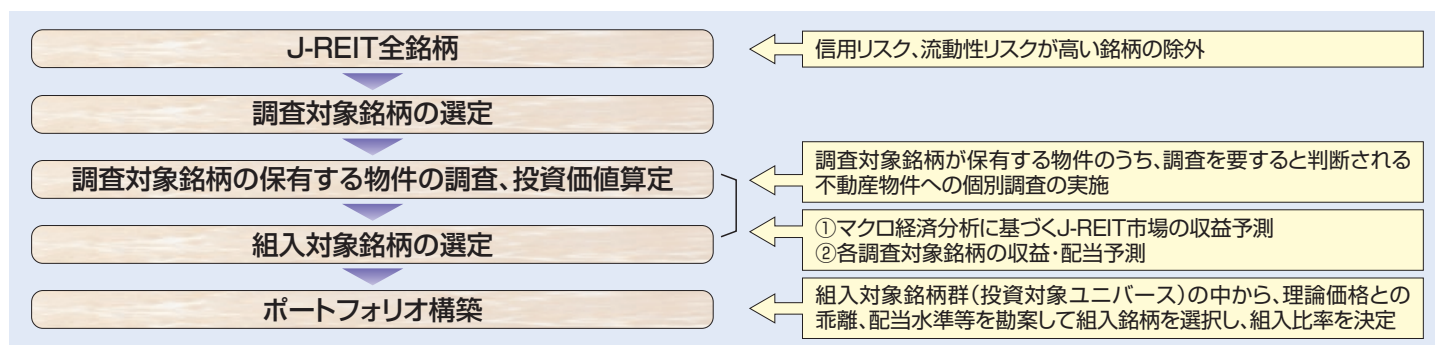 J-REIT全銘柄
信用リスク、流動性リスクが高い銘柄の除外
調査対象銘柄の選定
調査対象銘柄の保有する物件の調査、投資価値算定
調査対象銘柄が保有する物件のうち、調査を要すると判断される
不動産物件への個別調査の実施
組入対象銘柄の選定
①マクロ経済分析に基づくJ-REIT市場の収益予測
②各調査対象銘柄の収益・配当予測
ポートフォリオ構築
組入対象銘柄群(投資対象ユニバース)の中から、理論価格との
乖離、配当水準等を勘案して組入銘柄を選択し、組入比率を決定